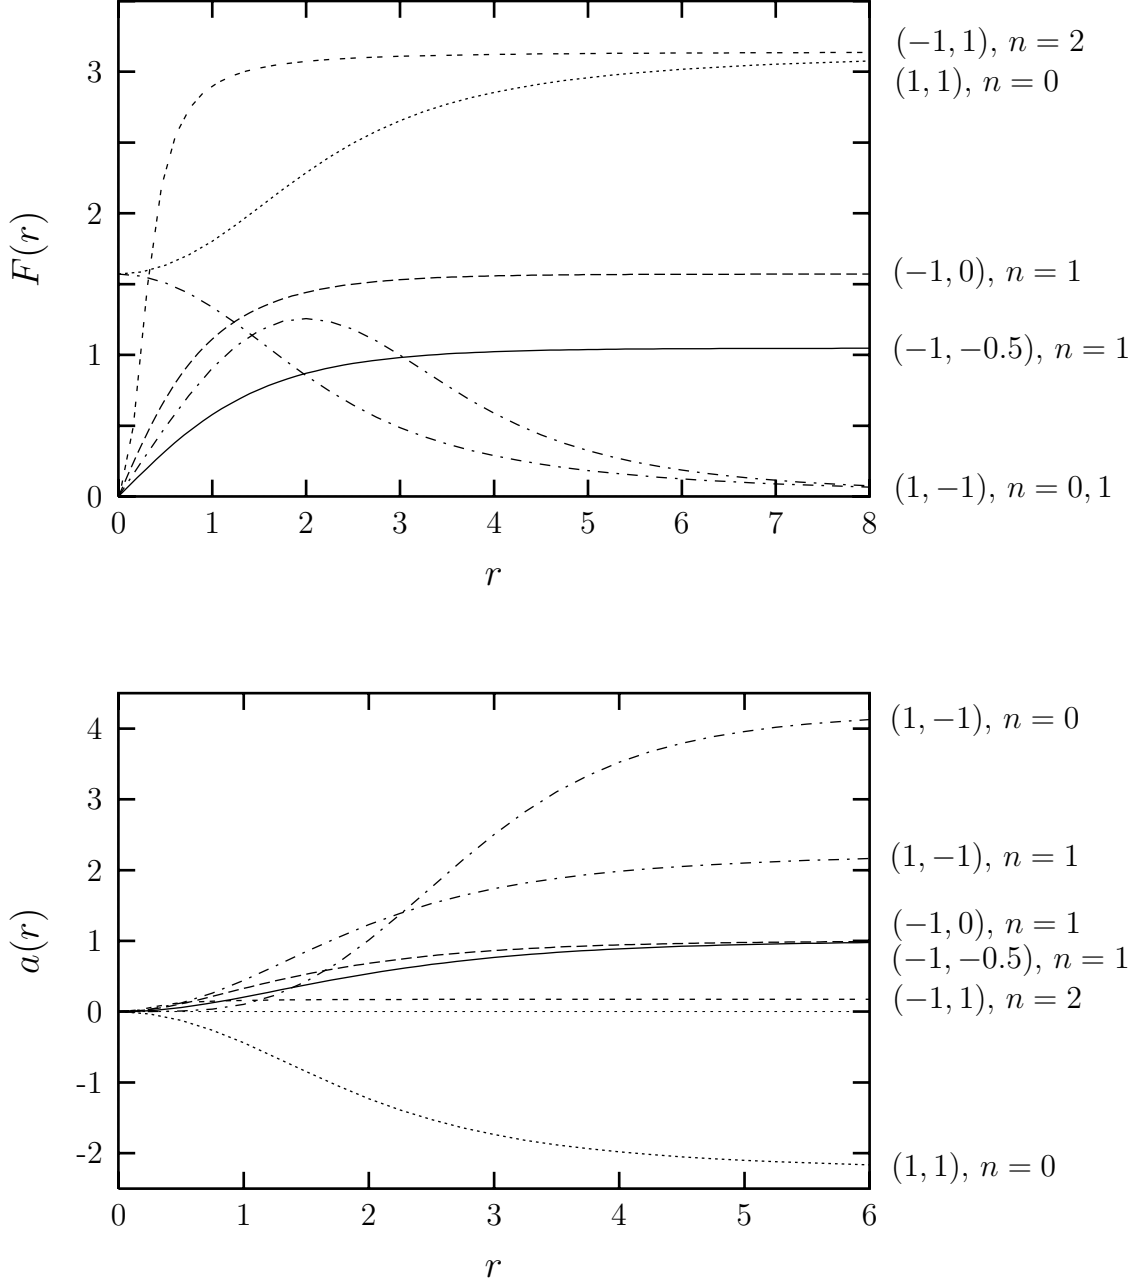 (−1, 1), n = 2
3
(1, 1), n = 0
2
F(r)
(−1, 0), n = 1
1
(−1, −0.5), n = 1
0
(1, −1), n = 0, 1
0 1 2 3 4 5 6 7 8
r
4
(1, −1), n = 0
3
2
(1, −1), n = 1
a(r)
1
(−1, 0), n = 1
(−1, −0.5), n = 1
0
(−1, 1), n = 2
-1
-2
(1, 1), n = 0
0 1 2 3 4 5 6
r